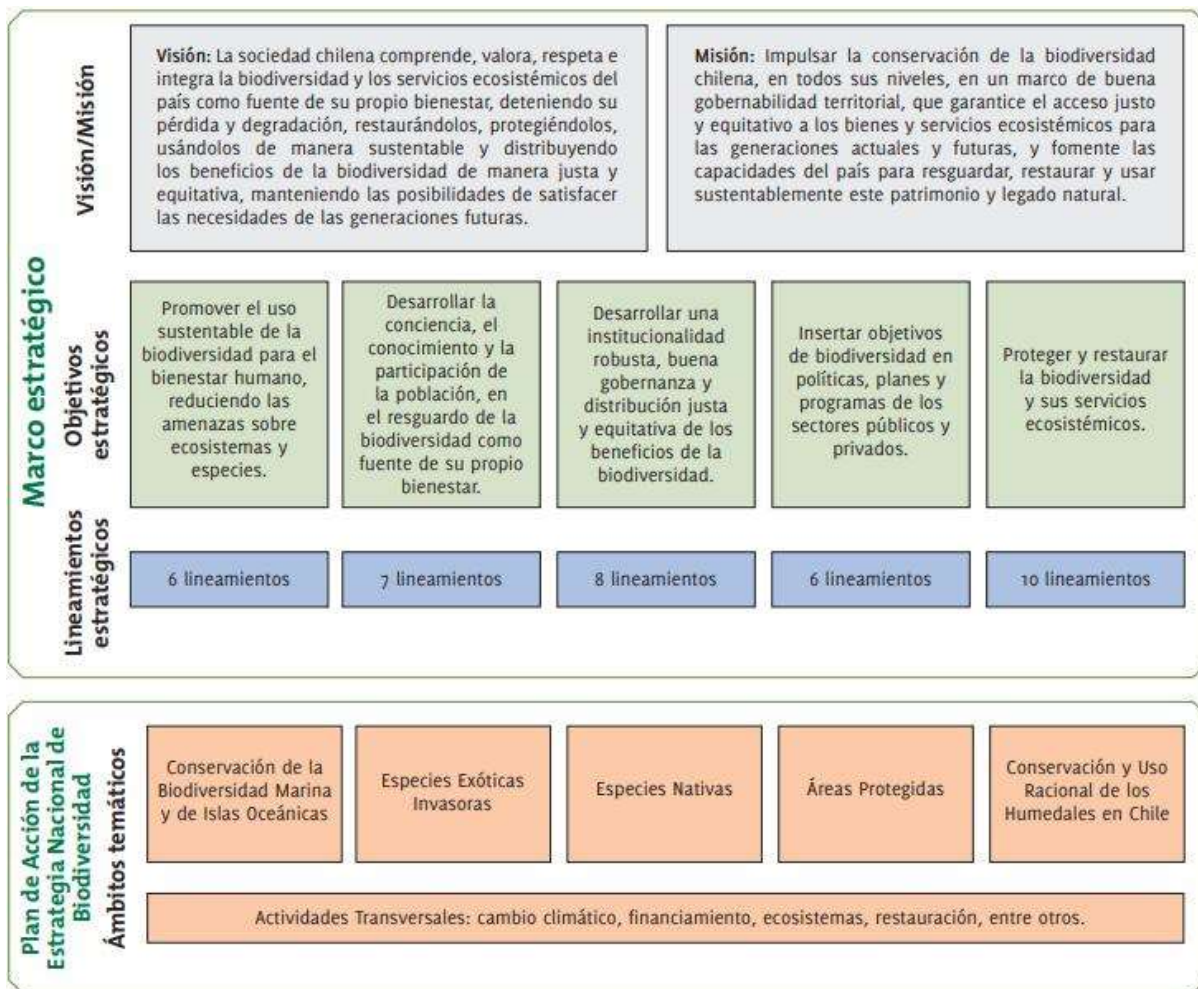 Marco estratégico
Visión/Misión
Visión: La sociedad chilena comprende, valora, respeta e
integra la biodiversidad y los servicios ecosistémicos del
país como fuente de su propio bienestar, deteniendo su
pérdida y degradación, restaurándolos, protegiéndolos,
usándolos de manera sustentable y distribuyendo
los beneficios de la biodiversidad de manera justa y
equitativa, manteniendo las posibilidades de satisfacer
las necesidades de las generaciones futuras.
Misión: Impulsar la conservación de la biodiversidad
chilena, en todos sus niveles, en un marco de buena
gobernabilidad territorial, que garantice el acceso justo
y equitativo a los bienes y servicios ecosistémicos para
las generaciones actuales y futuras, y fomente las
capacidades del país para resguardar, restaurar y usar
sustentablemente este patrimonio y legado natural.
Objetivos
estratégicos
Promover el uso
sustentable de la
biodiversidad para el
bienestar humano,
reduciendo las
amenazas sobre
ecosistemas y
especies.
Desarrollar la
conciencia, el
conocimiento y la
participación de
la población, en
el resguardo de la
biodiversidad como
fuente de su propio
bienestar.
Desarrollar una
institucionalidad
robusta, buena
gobernanza y
distribución justa
y equitativa de los
beneficios de la
biodiversidad.
Insertar objetivos
de biodiversidad en
políticas, planes y
programas de los
sectores públicos y
privados.
Proteger y restaurar
la biodiversidad
y sus servicios
ecosistémicos.
Lineamientos
estratégicos
6 lineamientos
7 lineamientos
8 lineamientos
6 lineamientos
10 lineamientos
Plan de Acción de la
Estrategia Nacional de
Biodiversidad
Ámbitos temáticos
Conservación de la
Biodiversidad Marina
y de Islas Oceánicas
Especies Exóticas
Invasoras
Especies Nativas
Áreas Protegidas
Conservación y Uso
Racional de los
Humedales en Chile
Actividades Transversales: cambio climático, financiamiento, ecosistemas, restauración, entre otros.